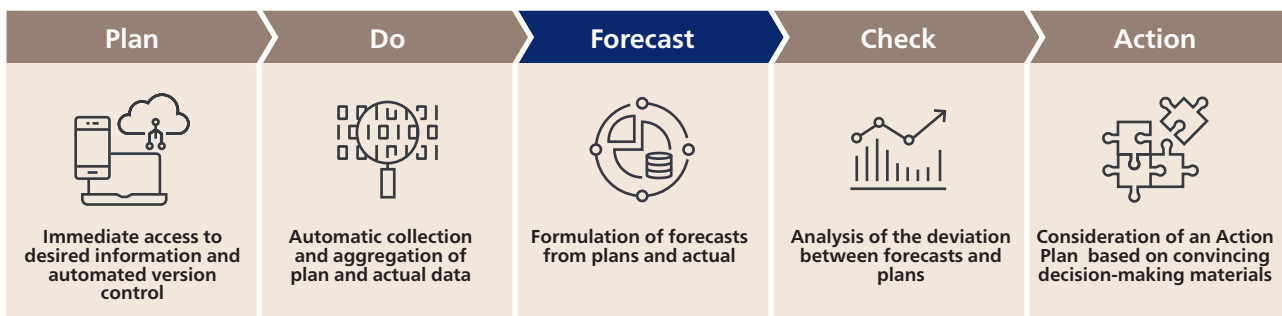 Plan
Do
Forecast
Check
Action
Immediate access to
desired information and
automated version
control
Automatic collection
and aggregation of
plan and actual data
Formulation of forecasts
from plans and actual
Analysis of the deviation
between forecasts and
plans
Consideration of an Action
Plan  based on convincing
decision-making materials